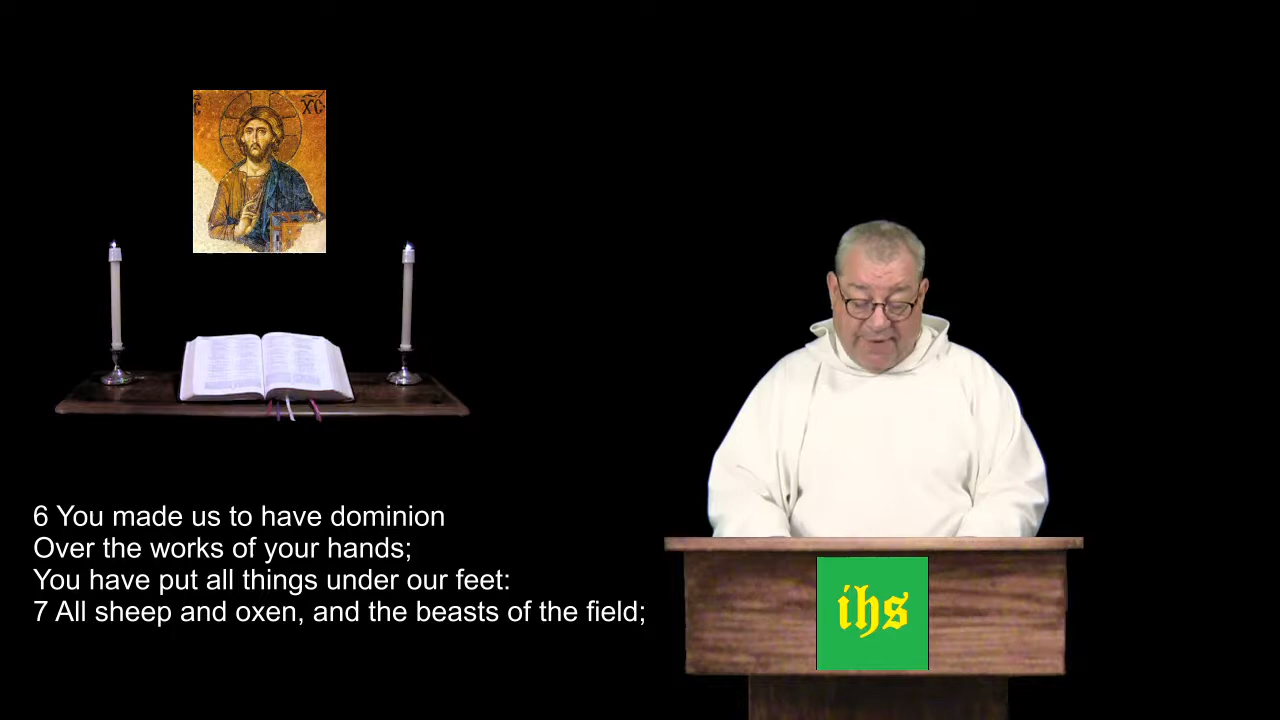 XC
6 You made us to have dominion
Over the works of your hands;
You have put all things under our feet:
7 All sheep and oxen, and the beasts of the field;
ihs